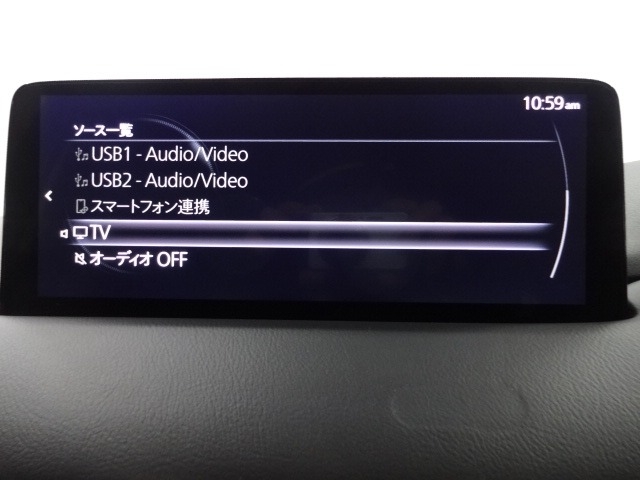 10:59am
ソース一覧
USB1 - Audio/Video
USB2 - Audio/Video
スマートフォン連携
TV
オーディオ OFF